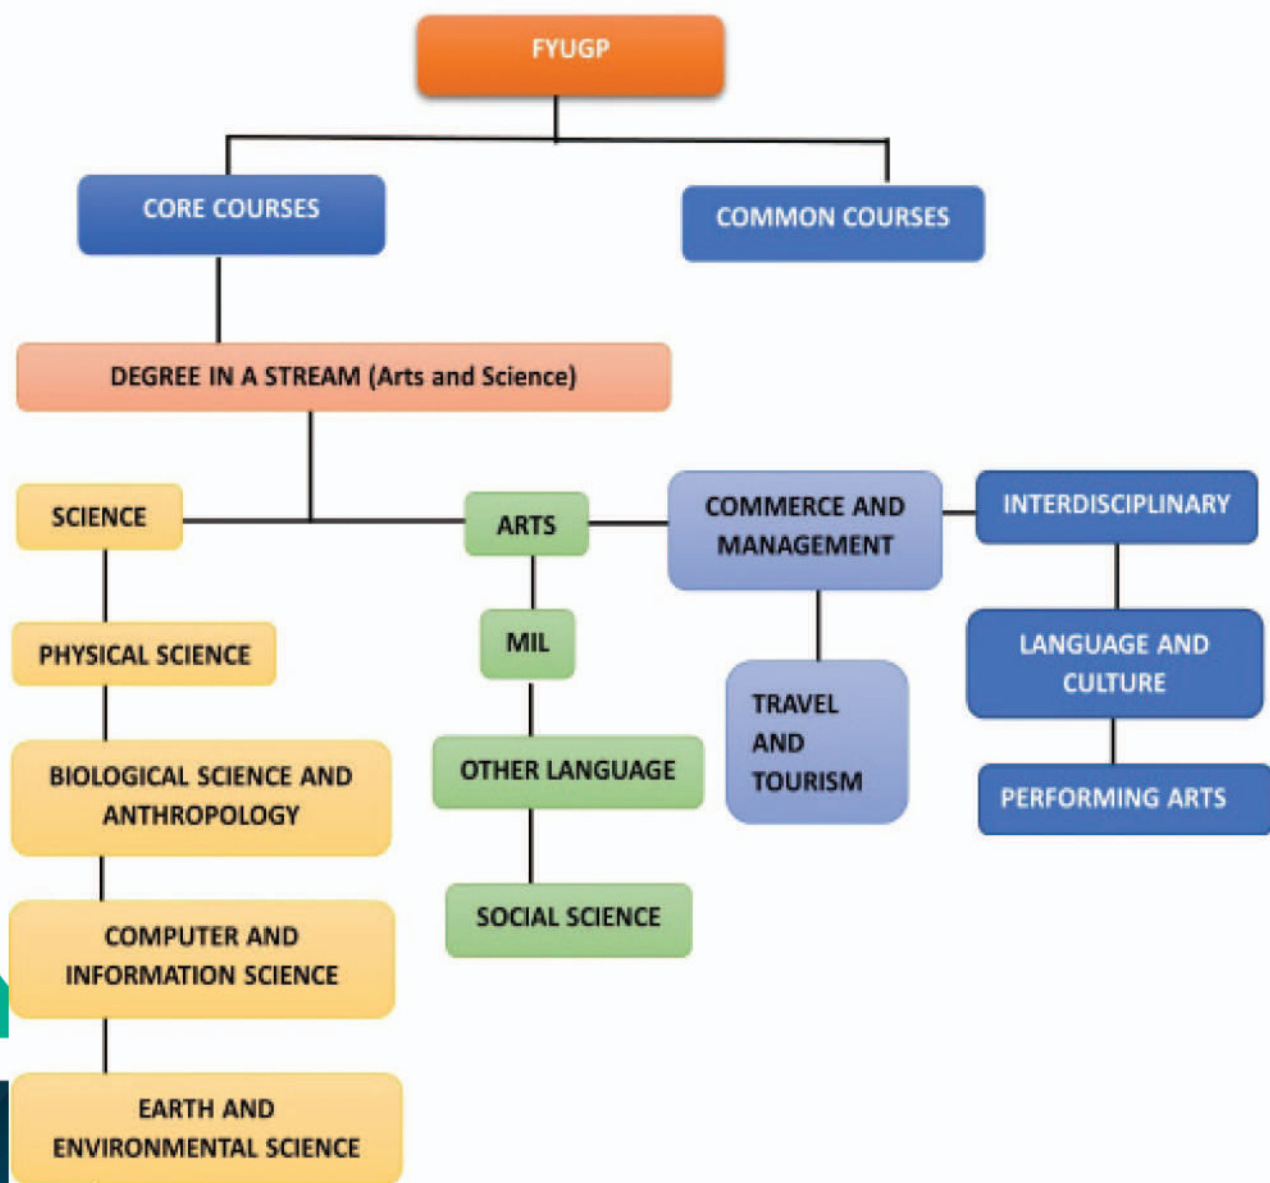 FYUGP
CORE COURSES
COMMON COURSES
DEGREE IN A STREAM (Arts and Science)
SCIENCE
ARTS
COMMERCE AND
MANAGEMENT
INTERDISCIPLINARY
PHYSICAL SCIENCE
MIL
LANGUAGE AND
CULTURE
TRAVEL
AND
TOURISM
BIOLOGICAL SCIENCE AND
ANTHROPOLOGY
OTHER LANGUAGE
PERFORMING ARTS
COMPUTER AND
INFORMATION SCIENCE
SOCIAL SCIENCE
EARTH AND
ENVIRONMENTAL SCIENCE